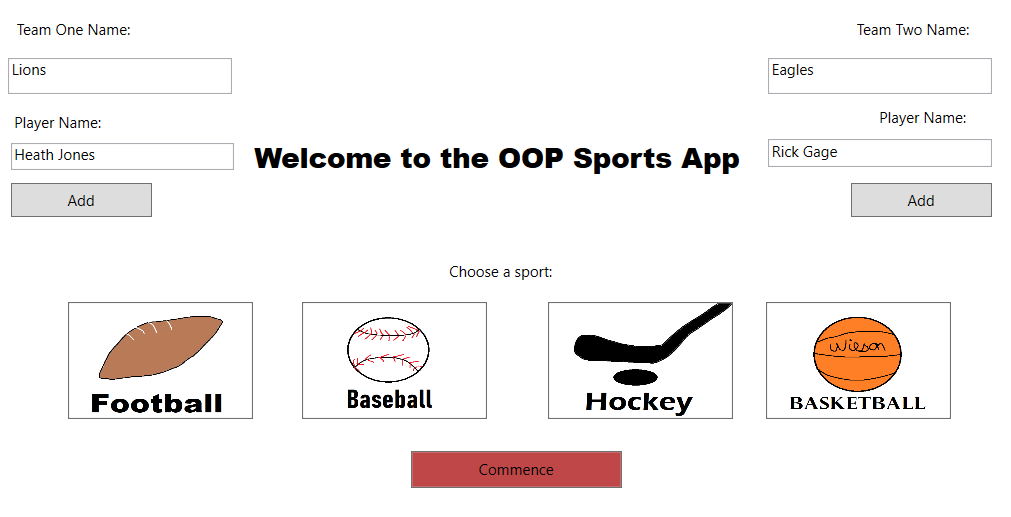 Team One Name:
Team Two Name:
Lions
Eagles
Player Name:
Player Name:
Heath Jones
Rick Gage
Welcome to the OOP Sports App
Add
Add
Choose a sport:
Football
Baseball
Hockey
Wilson
BASKETBALL
Commence